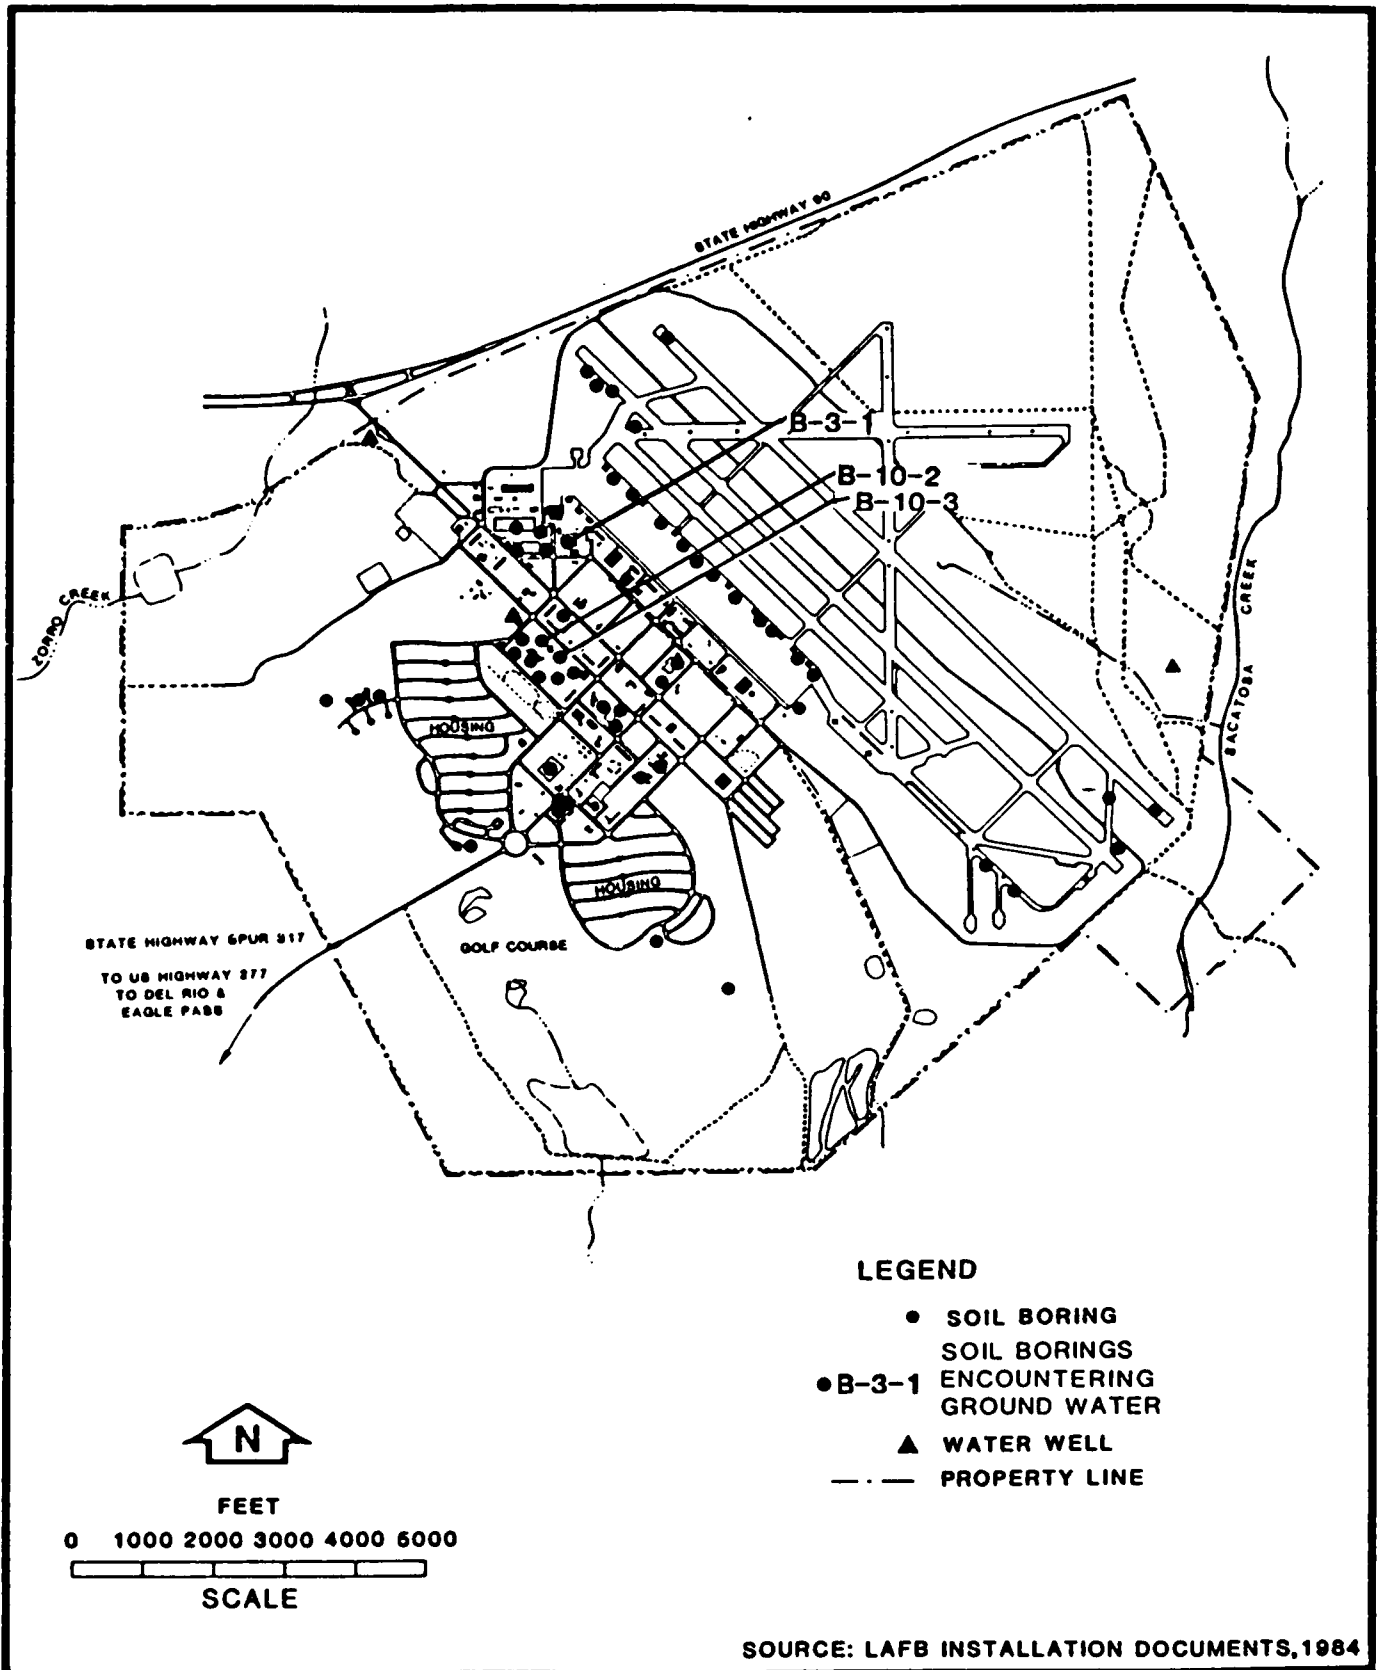 STATE HIGHWAY 90
B-3-1
B-10-2
B-10-3
ZORRO CREEK
BACATOSA CREEK
HOUSING
HOUSING
GOLF COURSE
STATE HIGHWAY SPUR 317
TO US HIGHWAY 277
TO DEL RIO &
EAGLE PASS
LEGEND
SOIL BORING
SOIL BORINGS
B-3-1 ENCOUNTERING
GROUND WATER
WATER WELL
PROPERTY LINE
N
FEET
0 1000 2000 3000 4000 5000
SCALE
SOURCE: LAFB INSTALLATION DOCUMENTS,1984